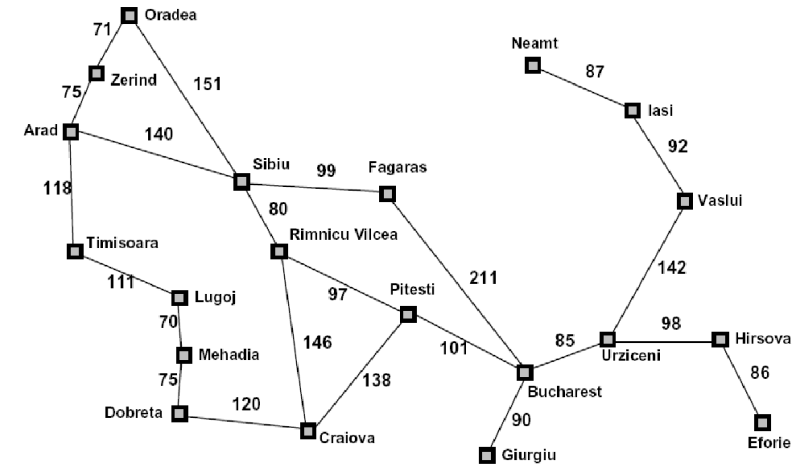 Oradea
71
Neamt
87
Zerind
151
75
Iasi
Arad
140
92
Sibiu
99
Fagaras
118
80
Vaslui
Timisoara
Rimnicu Vilcea
142
111
97
Pitesti
211
Lugoj
70
98
Hirsova
146
101
85
Urziceni
Mehadia
138
86
75
Bucharest
Dobreta
120
90
Craiova
Eforie
Giurgiu